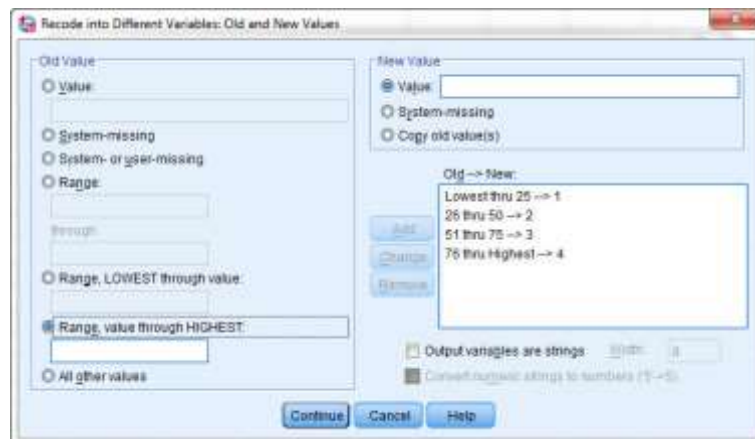 Recode into Different Variables: Old and New Values
Old Value
Value:
System-missing
System- or user-missing
Range:
through
Range, LOWEST through value:
Range, value through HIGHEST:
All other values
New Value
Value:
System-missing
Copy old value(s)
Old --> New:
Lowest thru 25 --> 1
26 thru 50 --> 2
51 thru 75 --> 3
76 thru Highest --> 4
Add
Change
Remove
Output variables are strings
Width: 8
Convert numeric strings to numbers ('5'->5)
Continue
Cancel
Help